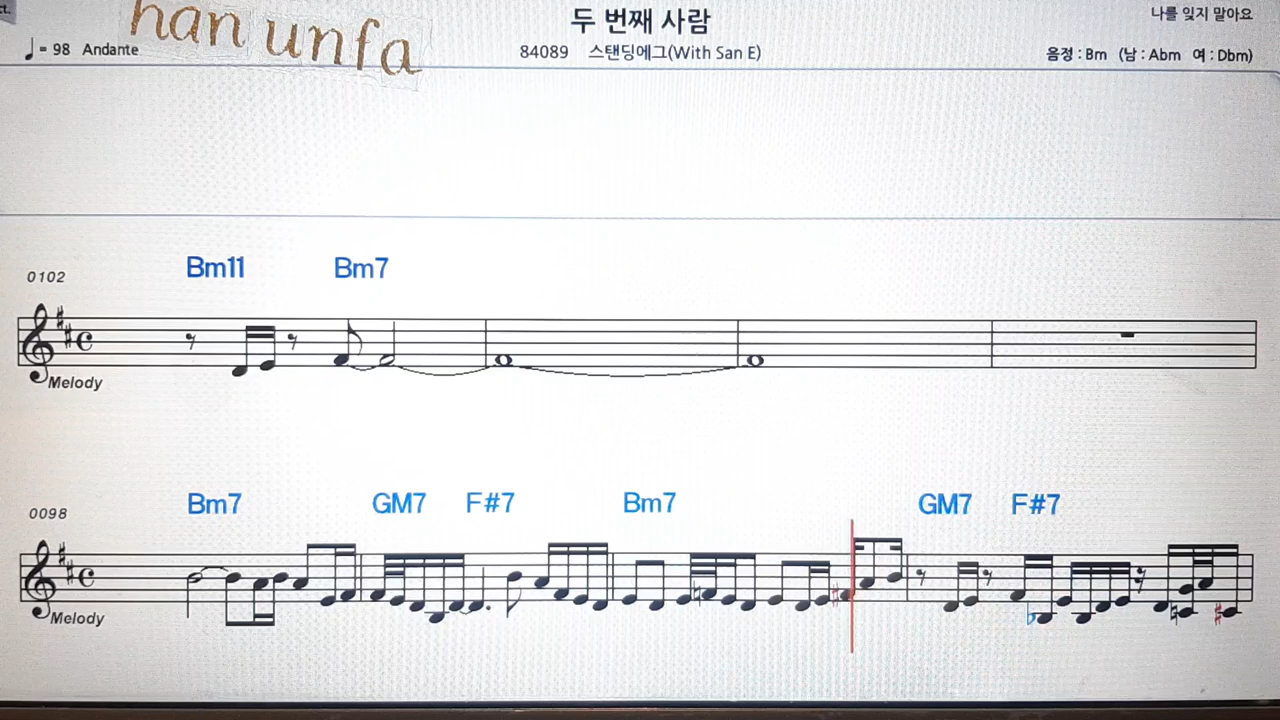 ct.
han unfa
두 번째 사람
나를 잊지 말아요
♩= 98 Andante
84089 스탠딩에그(With San E)
음정 : Bm (남 : Abm 여 : Dbm)
Bm11 Bm7
0102
Melody
Bm7 GM7 F#7 Bm7 GM7 F#7
0098
Melody